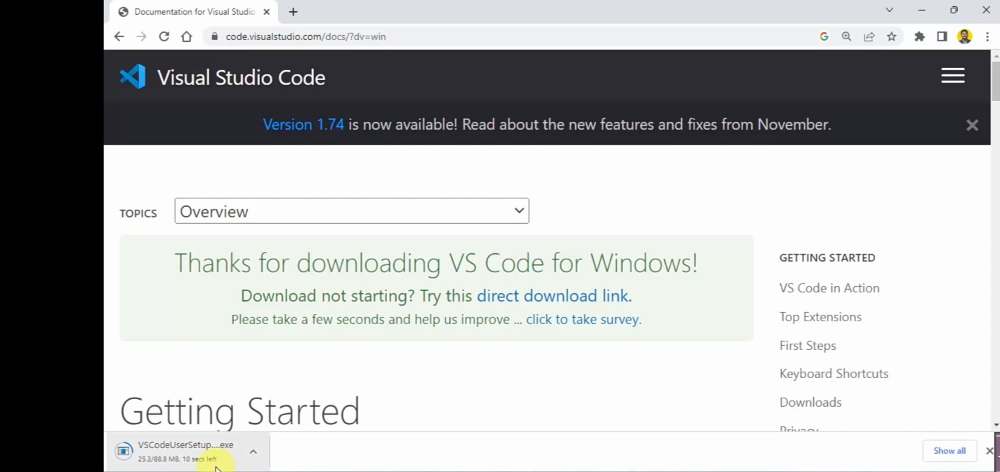 Documentation for Visual Studio
code.visualstudio.com/docs/?dv=win
Visual Studio Code
Version 1.74 is now available! Read about the new features and fixes from November.
TOPICS
Overview
Thanks for downloading VS Code for Windows!
Download not starting? Try this direct download link.
Please take a few seconds and help us improve ... click to take survey.
GETTING STARTED
VS Code in Action
Top Extensions
First Steps
Keyboard Shortcuts
Downloads
Privacy
Getting Started
VSCodeUserSetup....exe
25.3/88.8 MB, 10 secs left
Show all